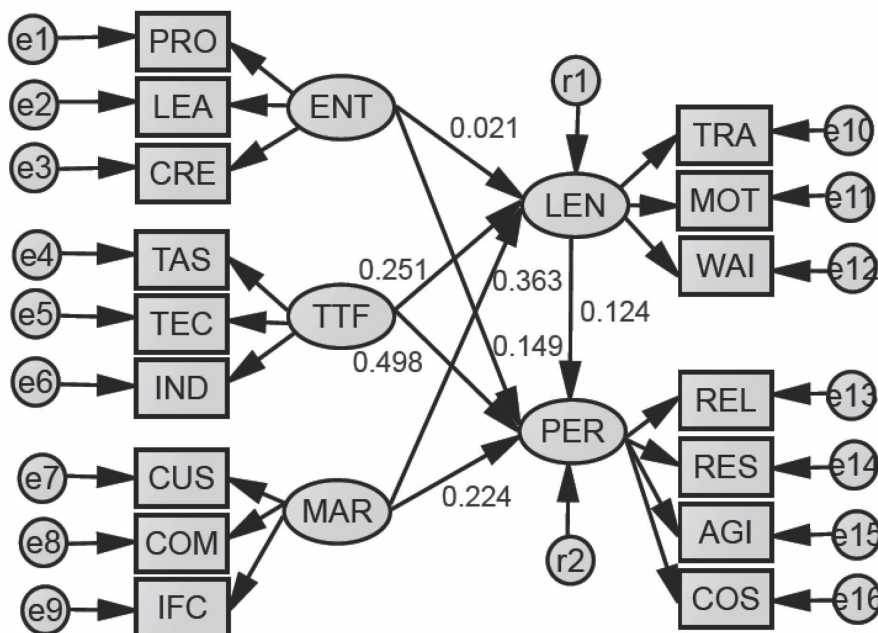 e1 PRO
e2 LEA ENT
e3 CRE
r1
0.021
TRA e10
LEN MOT e11
WAI e12
e4 TAS
0.251 0.363
e5 TEC TTF
0.124
0.498 0.149
e6 IND
REL e13
PER RES e14
e7 CUS
0.224
MAR
e8 COM
AGI e15
r2
e9 IFC
COS e16